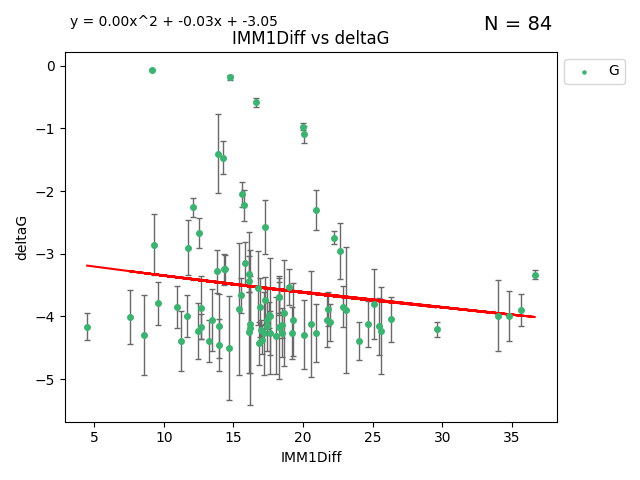 y = 0.00x^2 + -0.03x + -3.05
N = 84
IMM1Diff vs deltaG
G
0
−1
−2
−3
−4
−5
deltaG
5 10 15 20 25 30 35
IMM1Diff